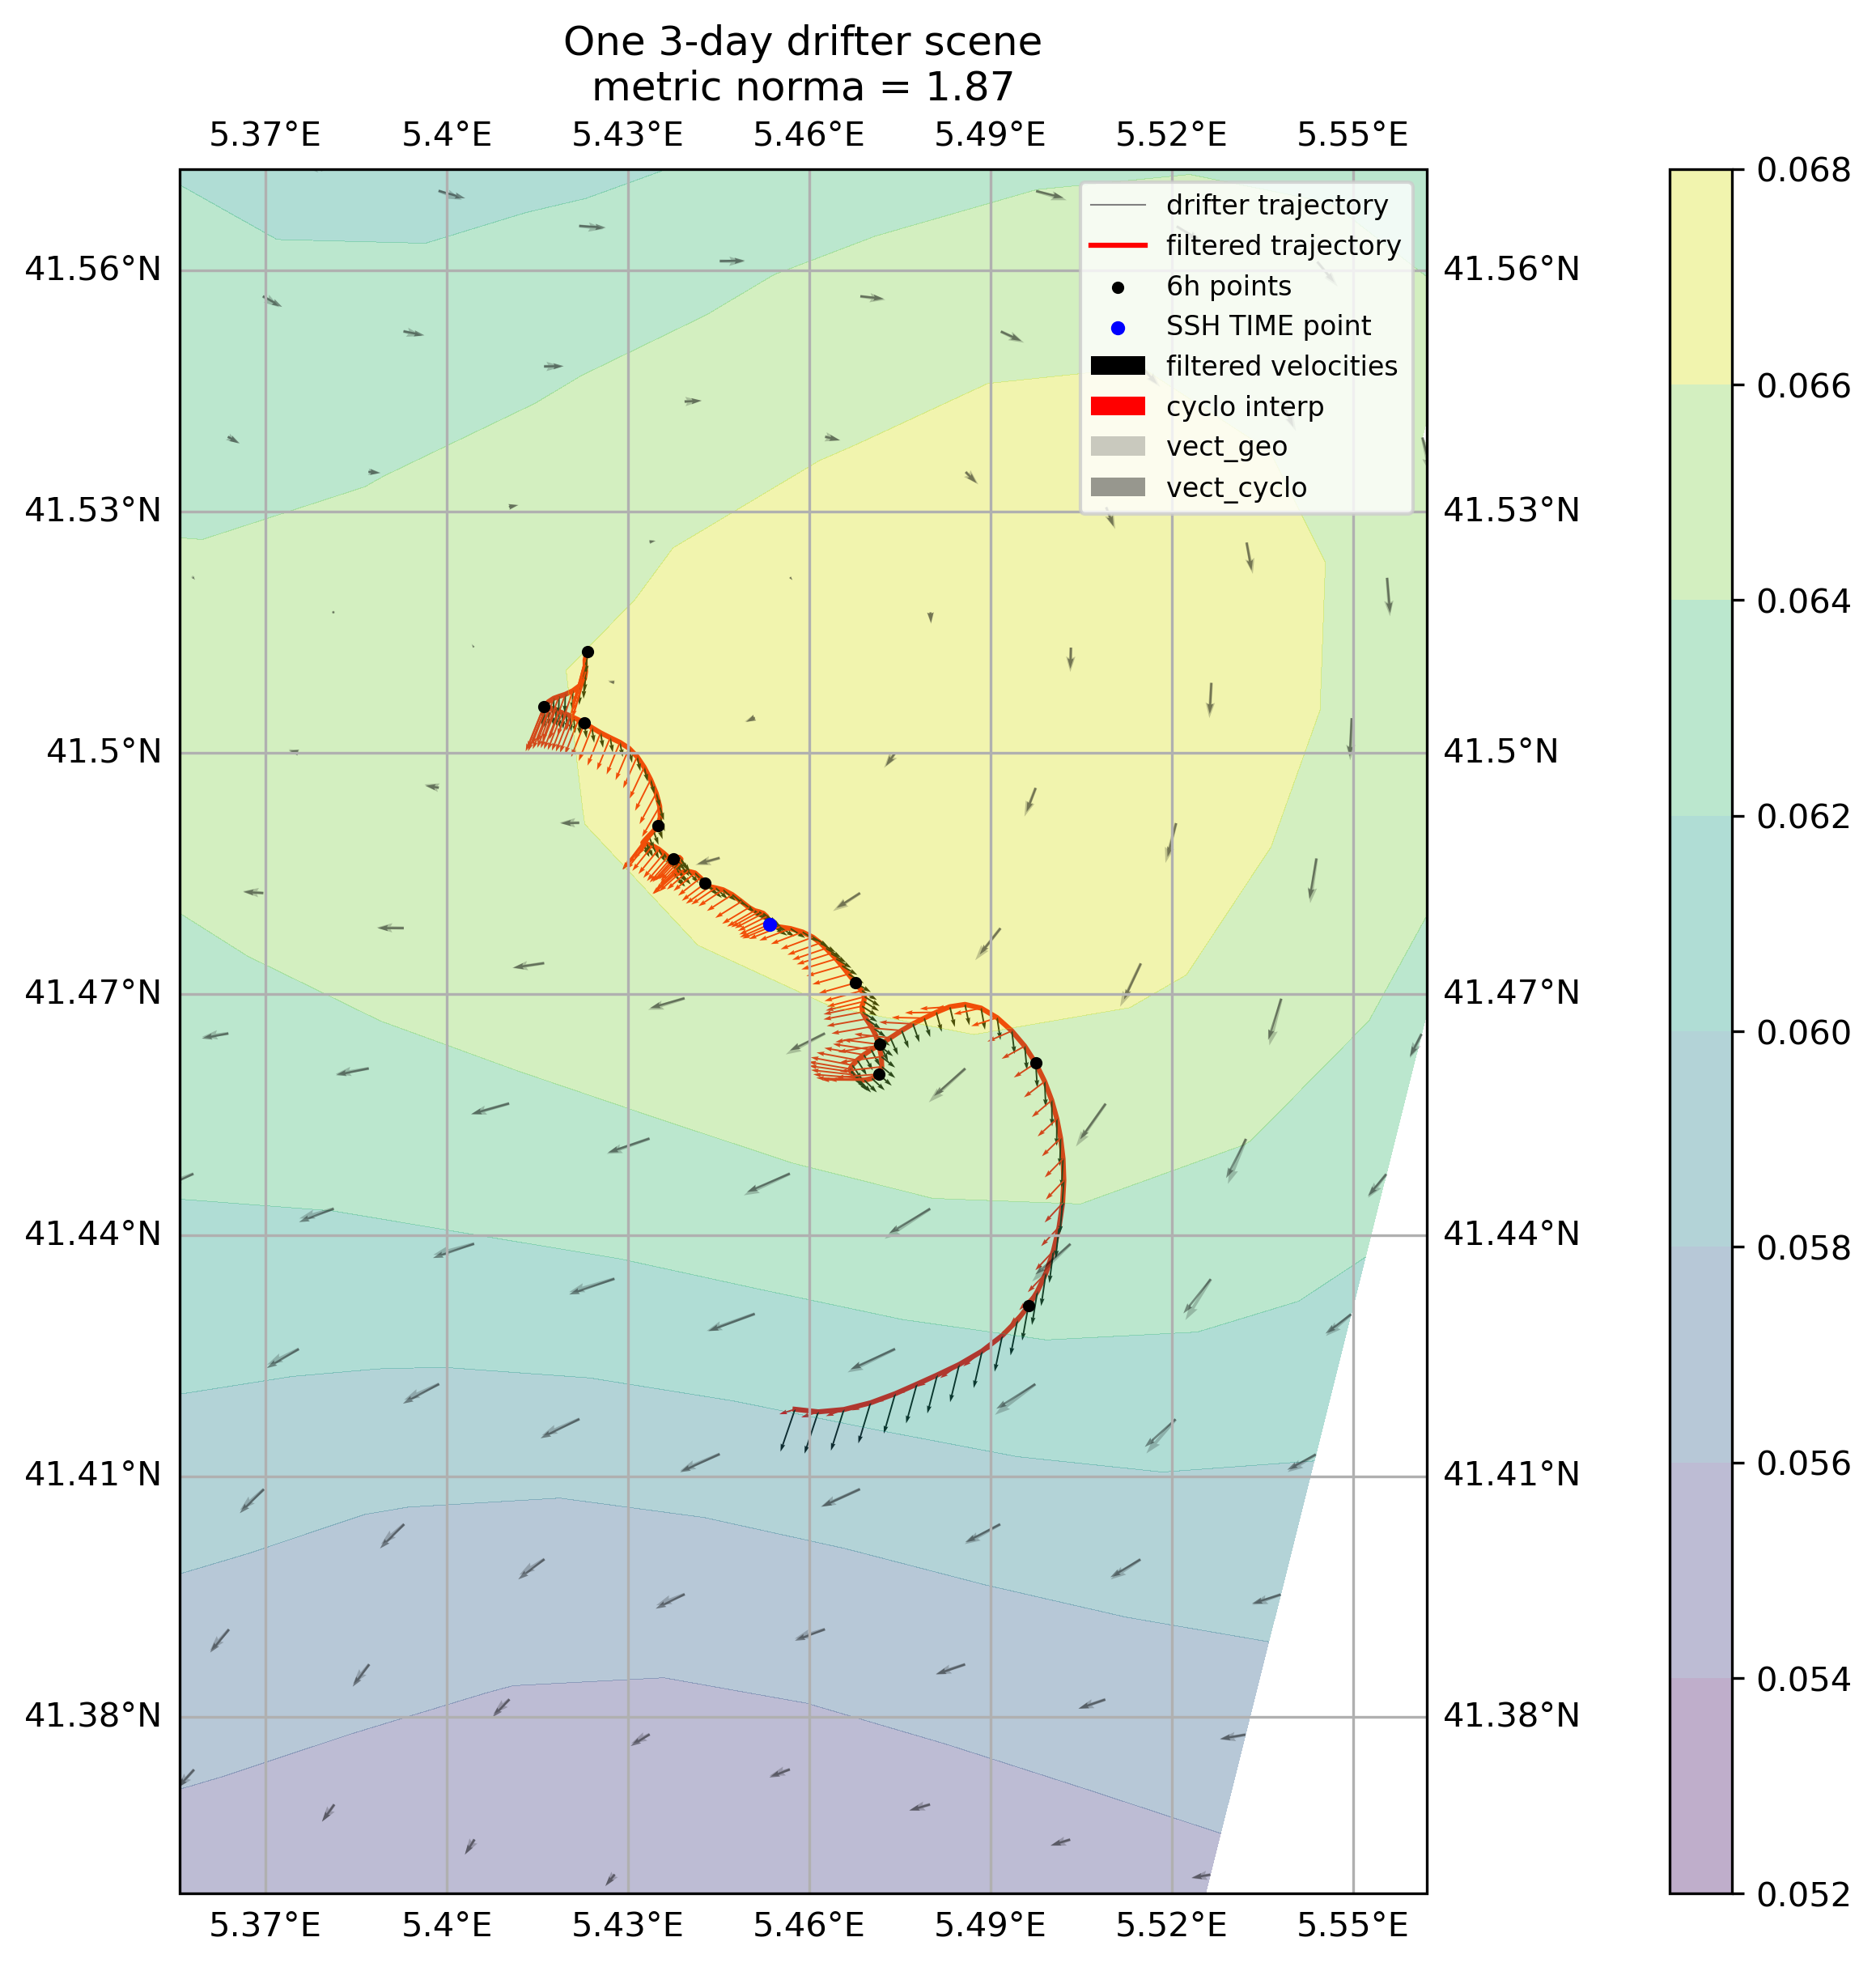 One 3-day drifter scene
metric norma = 1.87
5.37°E 5.4°E 5.43°E 5.46°E 5.49°E 5.52°E 5.55°E
drifter trajectory
filtered trajectory
6h points
SSH TIME point
filtered velocities
cyclo interp
vect_geo
vect_cyclo
41.56°N 41.56°N
41.53°N 41.53°N
41.5°N 41.5°N
41.47°N 41.47°N
41.44°N 41.44°N
41.41°N 41.41°N
41.38°N 41.38°N
5.37°E 5.4°E 5.43°E 5.46°E 5.49°E 5.52°E 5.55°E
0.068
0.066
0.064
0.062
0.060
0.058
0.056
0.054
0.052